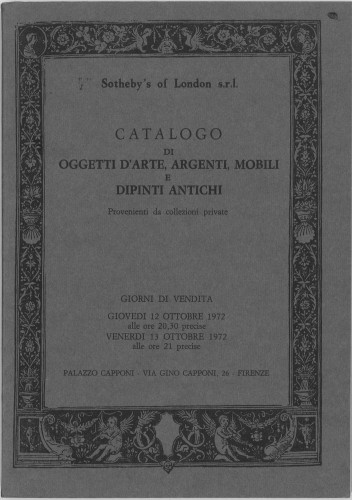 Sotheby's of London s.r.l.
CATALOGO
DI
OGGETTI D'ARTE, ARGENTI, MOBILI
E
DIPINTI ANTICHI
Provenienti da collezioni private
GIORNI DI VENDITA
GIOVEDI 12 OTTOBRE 1972
alle ore 20,30 precise
VENERDI 13 OTTOBRE 1972
alle ore 21 precise
PALAZZO CAPPONI - VIA GINO CAPPONI, 26 - FIRENZE